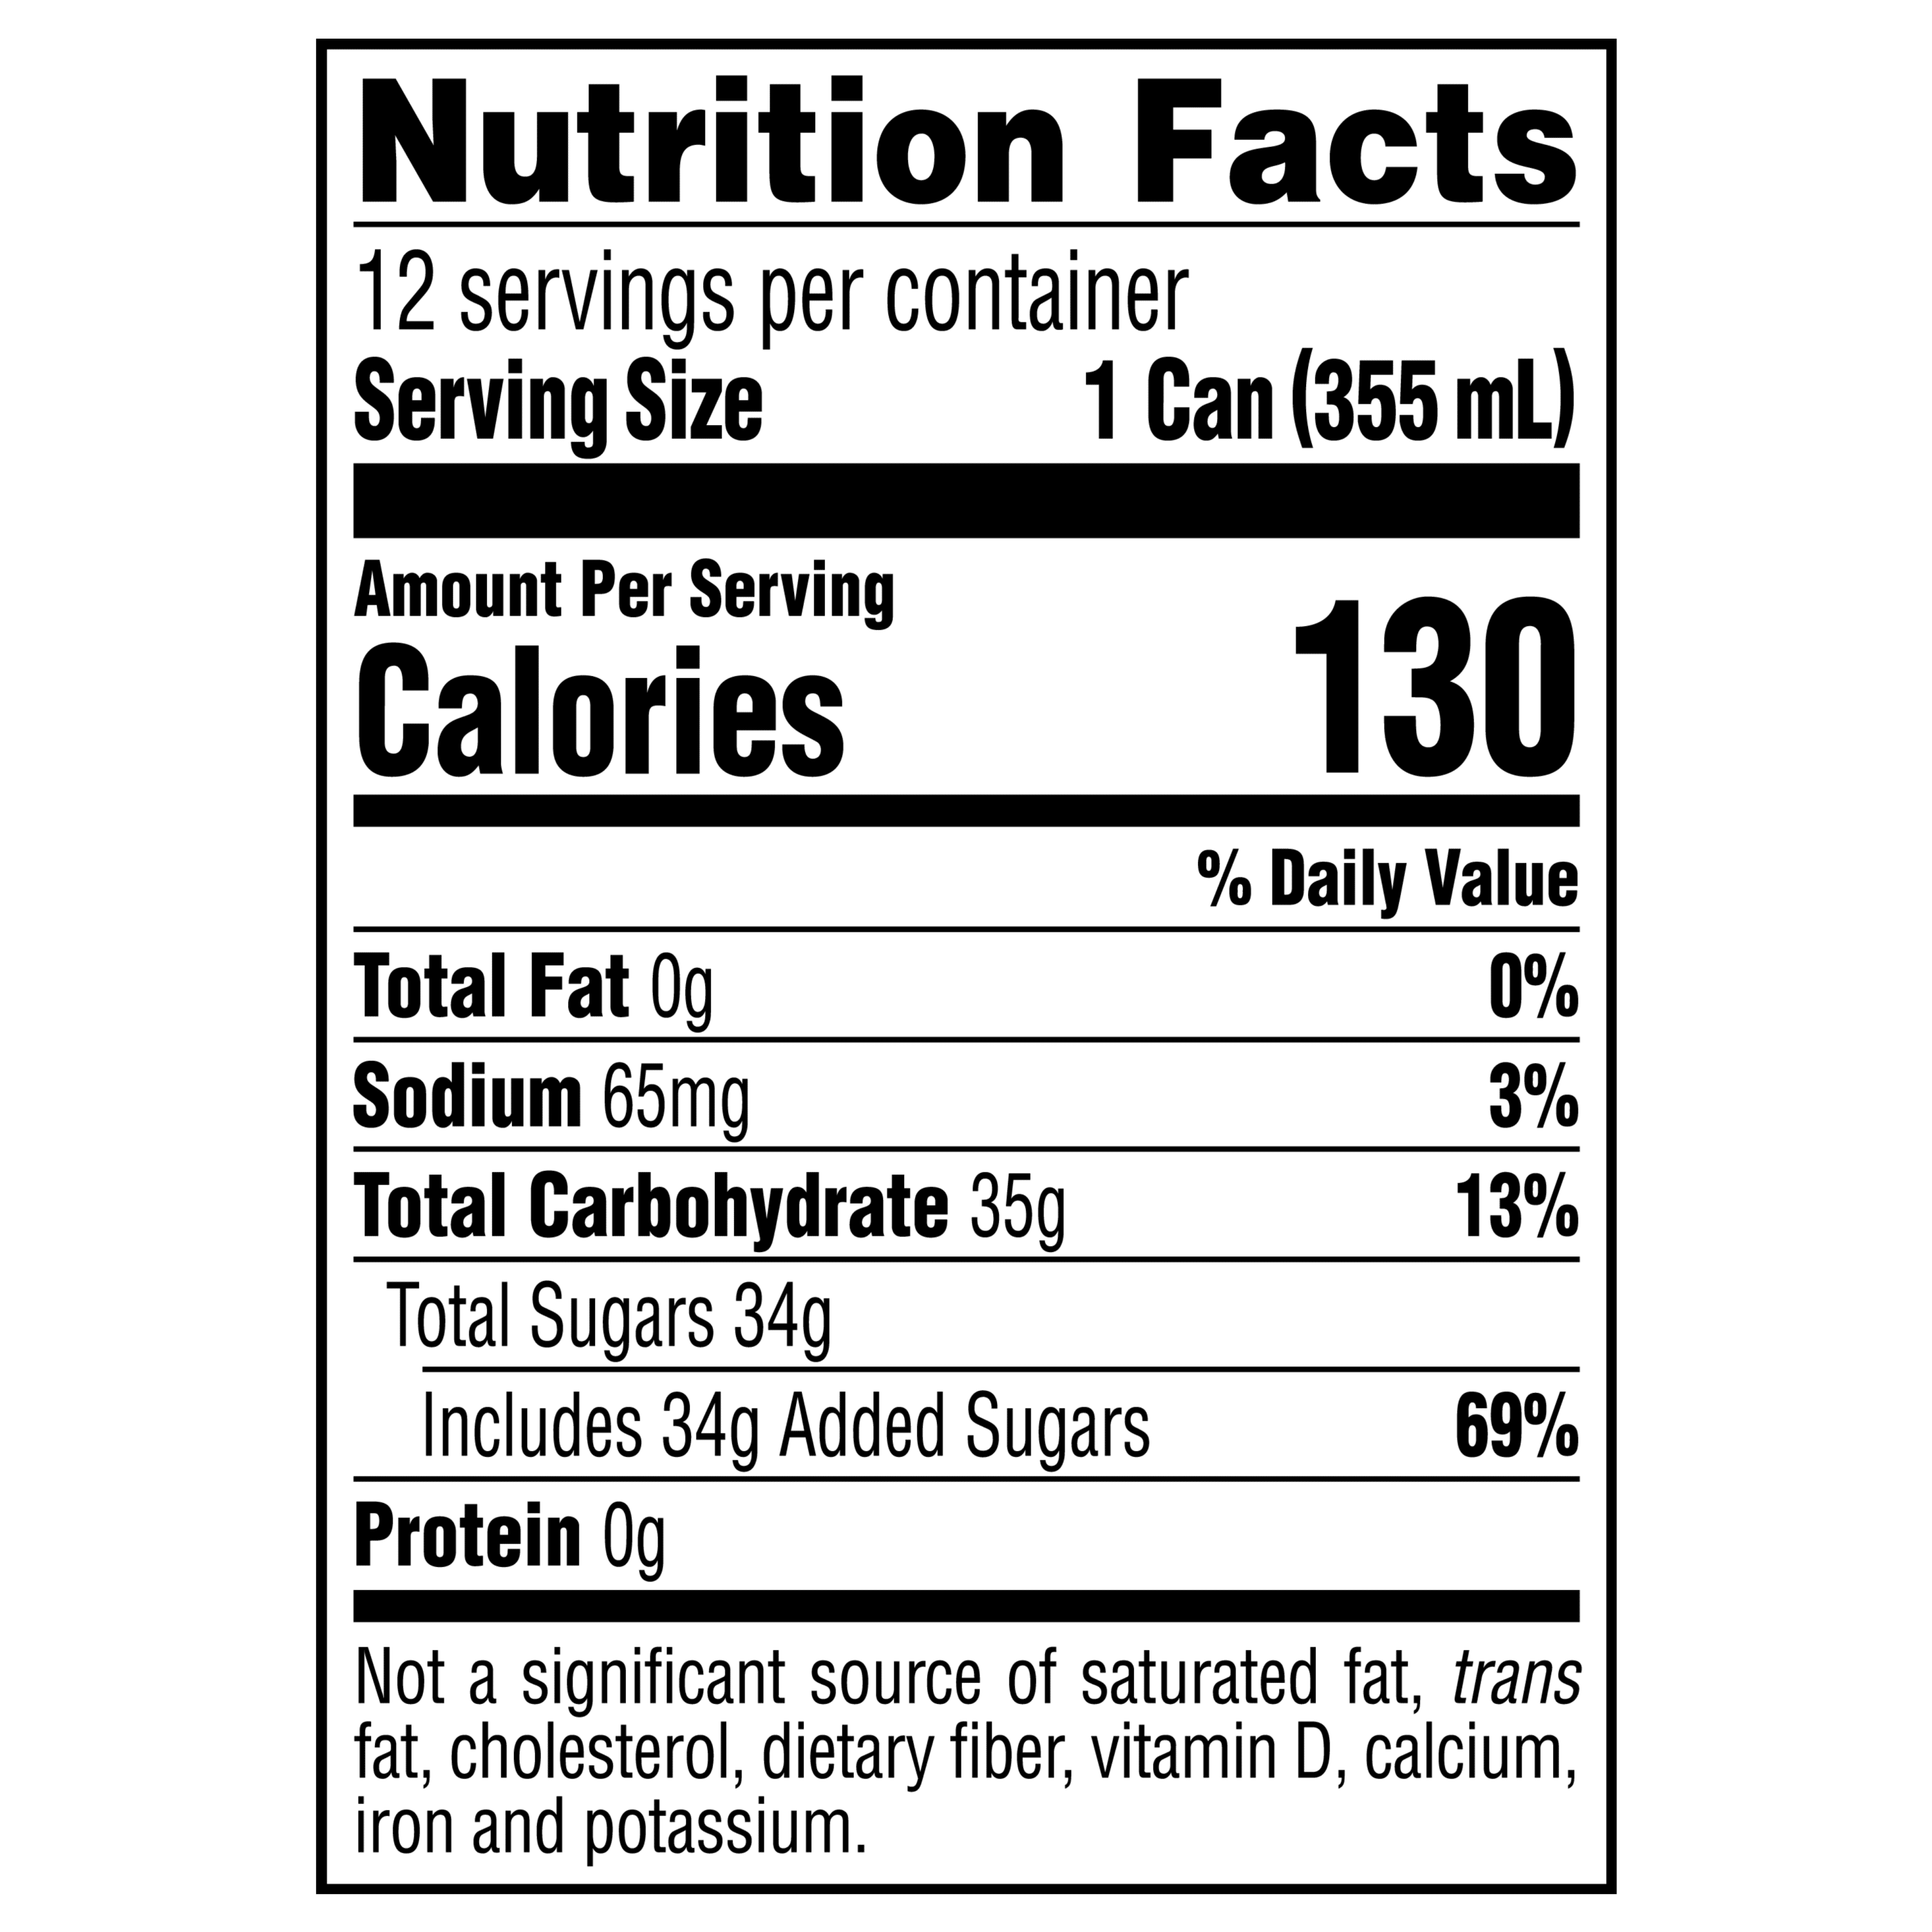 Nutrition Facts
12 servings per container
Serving Size 1 Can (355 mL)
Amount Per Serving
Calories 130
% Daily Value
Total Fat 0g 0%
Sodium 65mg 3%
Total Carbohydrate 35g 13%
Total Sugars 34g
Includes 34g Added Sugars 69%
Protein 0g
Not a significant source of saturated fat, trans
fat, cholesterol, dietary fiber, vitamin D, calcium,
iron and potassium.